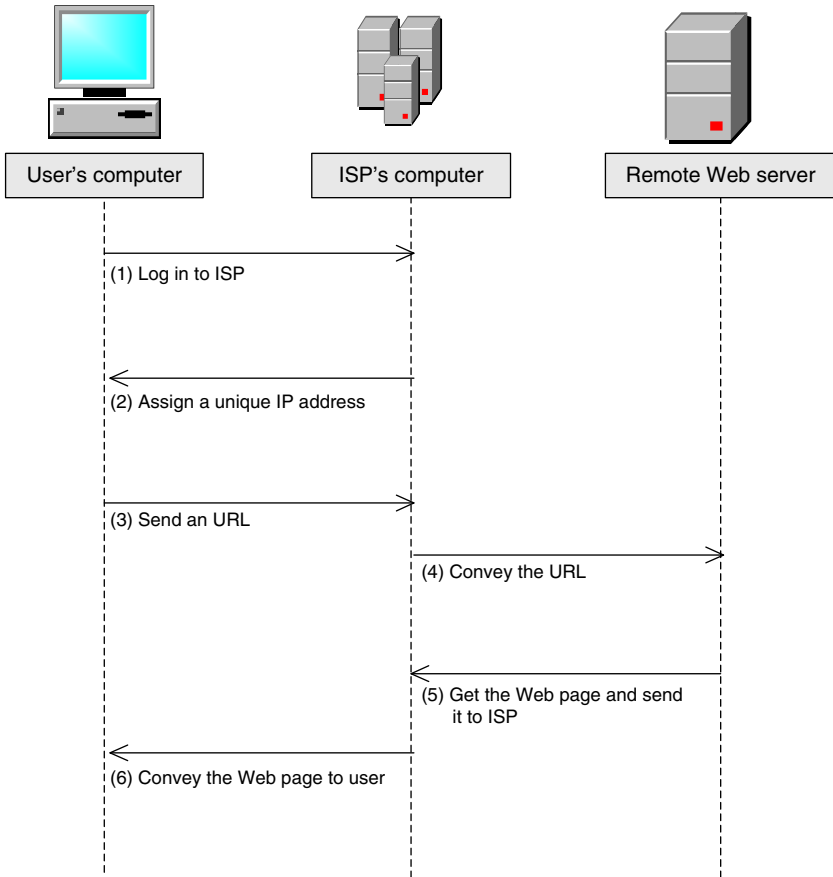 User's computer
ISP's computer
Remote Web server
(1) Log in to ISP
(2) Assign a unique IP address
(3) Send an URL
(4) Convey the URL
(5) Get the Web page and send
it to ISP
(6) Convey the Web page to user